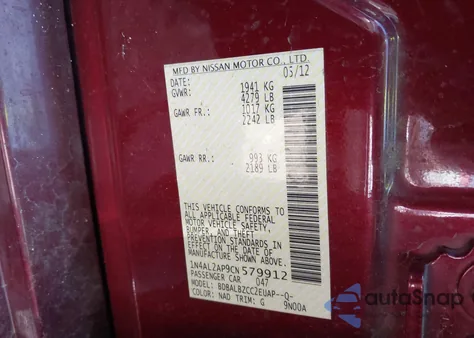 MFD BY NISSAN MOTOR CO., LTD.
DATE: 05/12
GVWR: 1941 KG
4279 LB
GAWR FR.: 1017 KG
2242 LB
GAWR RR.: 993 KG
2189 LB
THIS VEHICLE CONFORMS TO
ALL APPLICABLE FEDERAL
MOTOR VEHICLE SAFETY,
BUMPER, AND THEFT
PREVENTION STANDARDS IN
EFFECT ON THE DATE OF
MANUFACTURE SHOWN ABOVE.
1N4AL2AP9CN579912
PASSENGER CAR 047
MODEL: BDBALBZCC2EUAP--Q-
COLOR: NAD TRIM: G 9N00A
autoSnap